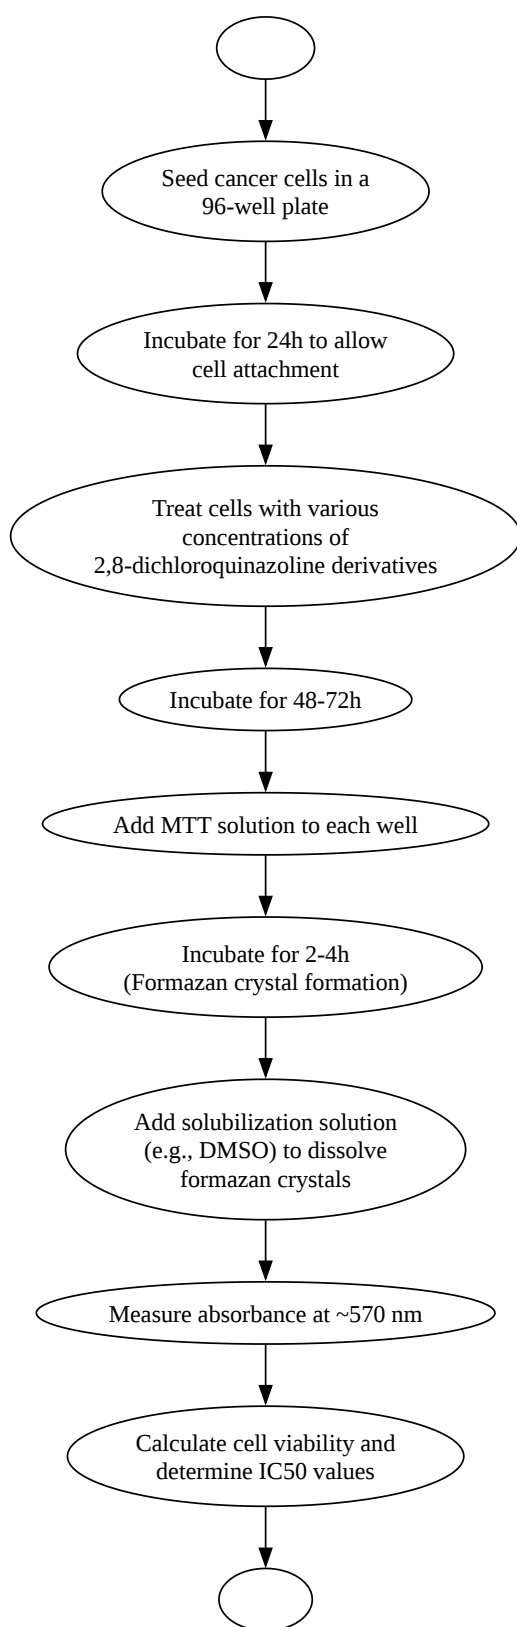 Seed cancer cells in a
96-well plate
Incubate for 24h to allow
cell attachment
Treat cells with various
concentrations of
2,8-dichloroquinazoline derivatives
Incubate for 48-72h
Add MTT solution to each well
Incubate for 2-4h
(Formazan crystal formation)
Add solubilization solution
(e.g., DMSO) to dissolve
formazan crystals
Measure absorbance at ~570 nm
Calculate cell viability and
determine IC50 values